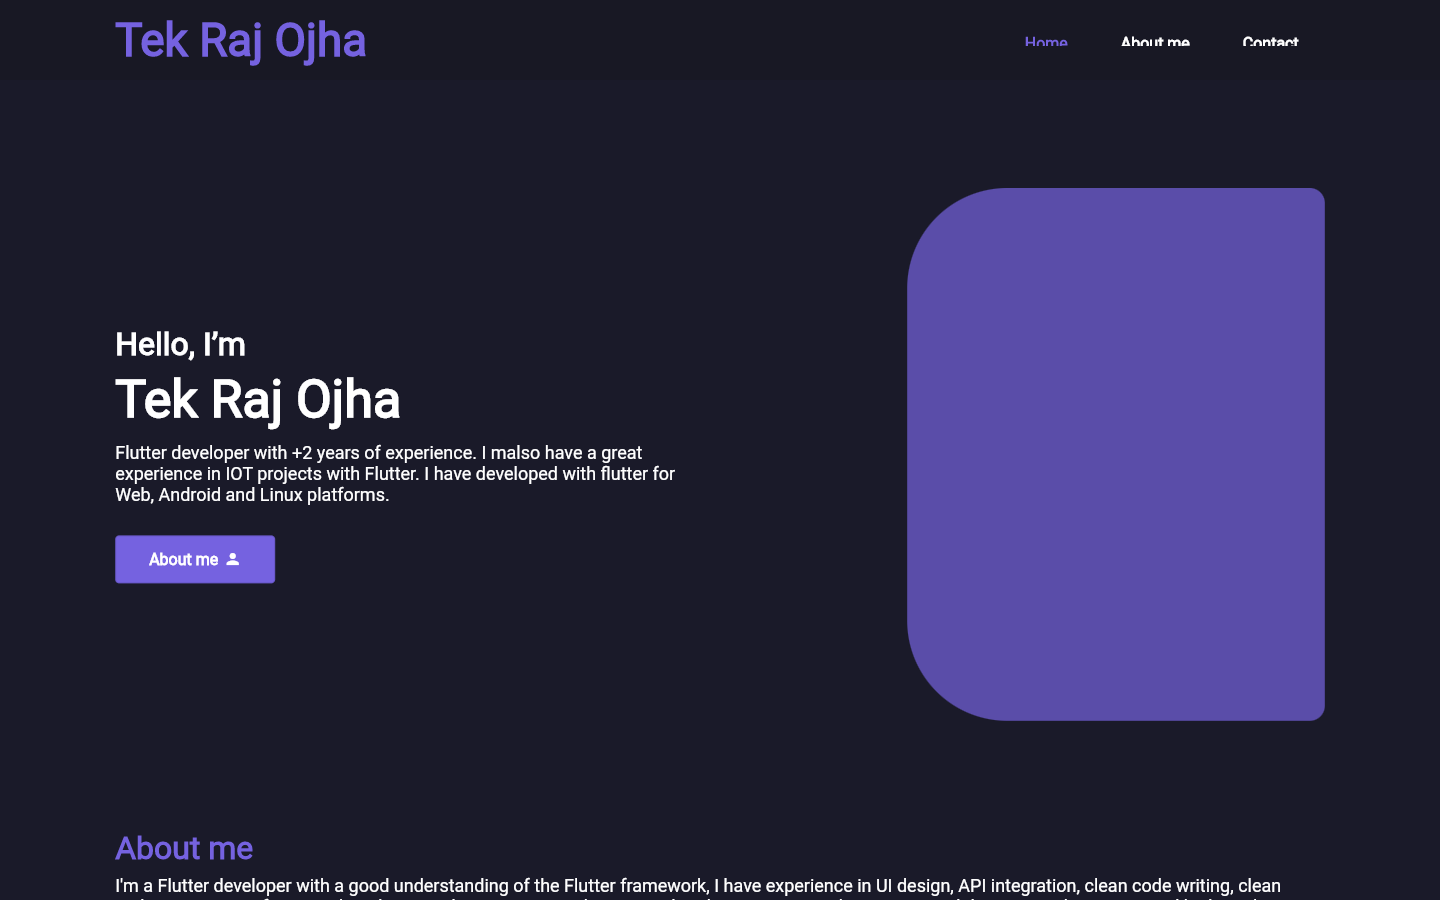 Tek Raj Ojha
Home About me Contact
Hello, I’m
Tek Raj Ojha
Flutter developer with +2 years of experience. I malso have a great
experience in IOT projects with Flutter. I have developed with flutter for
Web, Android and Linux platforms.
About me
About me
I'm a Flutter developer with a good understanding of the Flutter framework, I have experience in UI design, API integration, clean code writing, clean